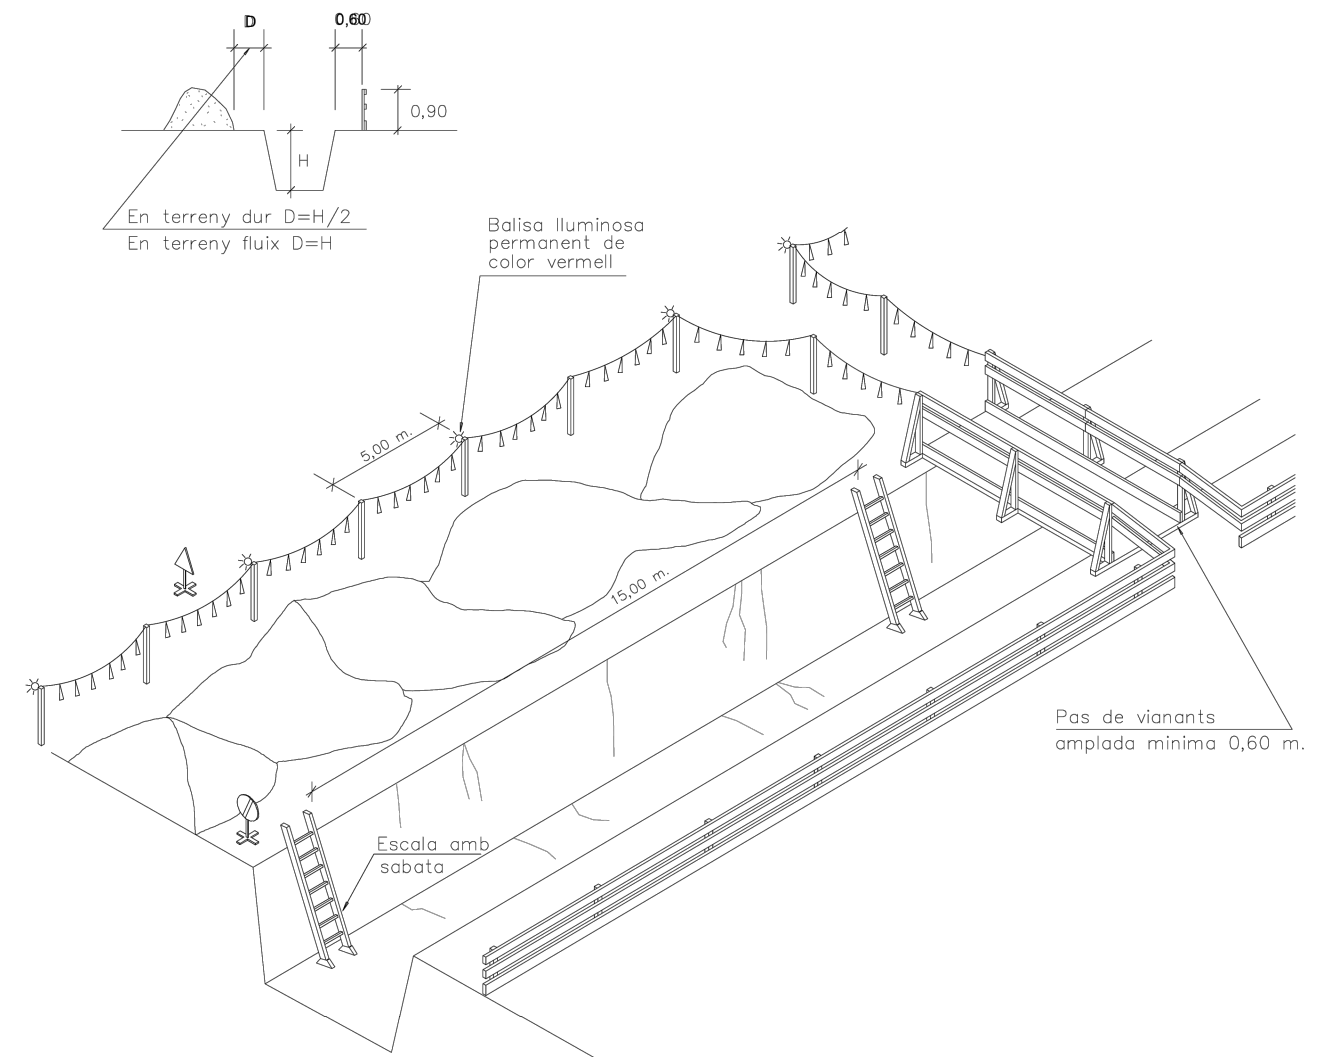 D
0,60
0,90
H
En terreny dur D=H/2
En terreny fluix D=H
Balisa lluminosa
permanent de
color vermell
5,00 m.
15,00 m.
Pas de vianants
amplada minima 0,60 m.
Escala amb
sabata